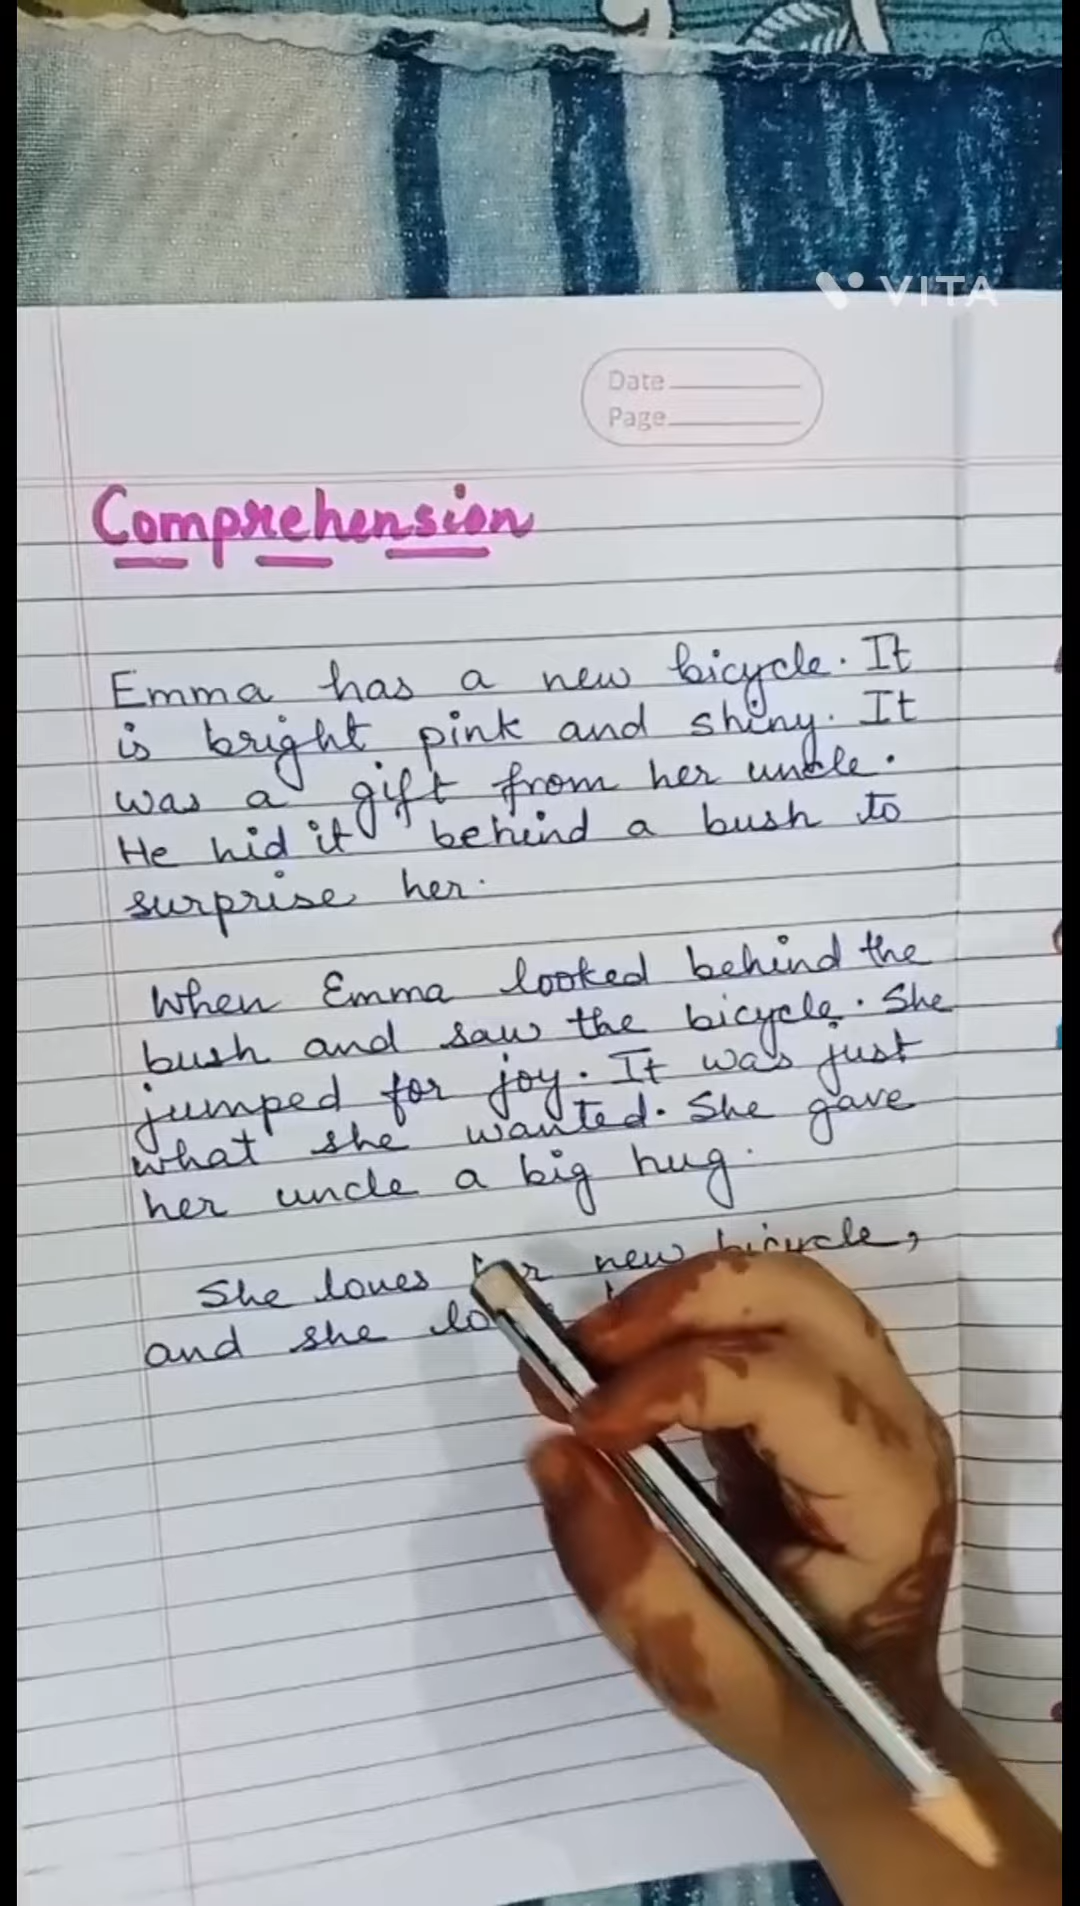 VITA
Date
Page
Comprehension
Emma has a new bicycle. It
is bright pink and shiny. It
was a gift from her uncle.
He hid it behind a bush to
surprise her.
When Emma looked behind the
bush and saw the bicycle. She
jumped for joy. It was just
what she wanted. She gave
her uncle a big hug.
She loves new bicycle,
and she